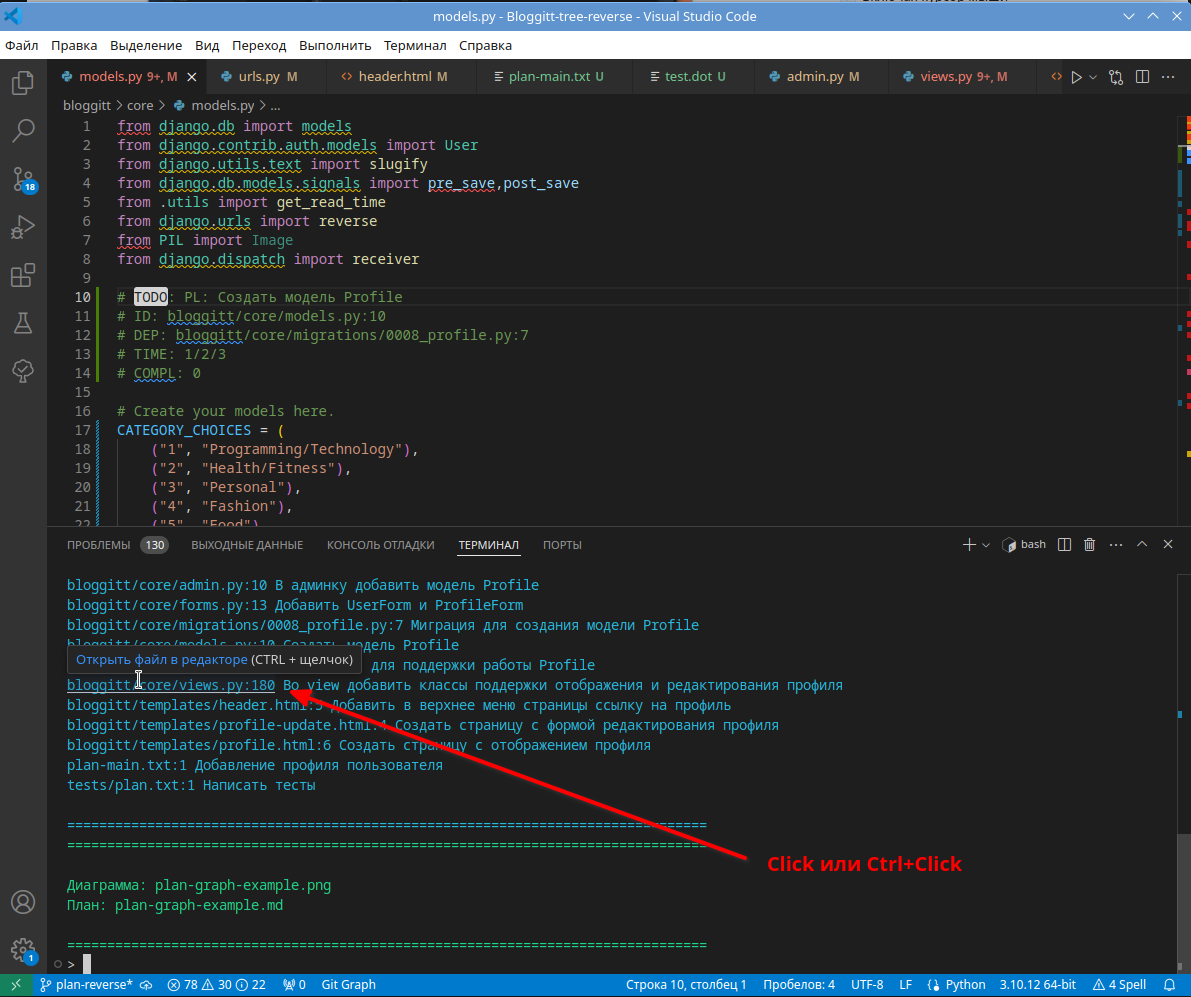 models.py - Bloggitt-tree-reverse - Visual Studio Code
Файл Правка Выделение Вид Переход Выполнить Терминал Справка
models.py 9+, M urls.py M header.html M plan-main.txt U test.dot U admin.py M views.py 9+, M
bloggitt > core > models.py > ...
1 from django.db import models
2 from django.contrib.auth.models import User
3 from django.utils.text import slugify
4 from django.db.models.signals import pre_save,post_save
5 from .utils import get_read_time
6 from django.urls import reverse
7 from PIL import Image
8 from django.dispatch import receiver
9
10 # TODO: PL: Создать модель Profile
11 # ID: bloggitt/core/models.py:10
12 # DEP: bloggitt/core/migrations/0008_profile.py:7
13 # TIME: 1/2/3
14 # COMPL: 0
15
16 # Create your models here.
17 CATEGORY_CHOICES = (
18 ("1", "Programming/Technology"),
19 ("2", "Health/Fitness"),
20 ("3", "Personal"),
21 ("4", "Fashion"),
22 ("5", "Food")
18
ПРОБЛЕМЫ 130 ВЫХОДНЫЕ ДАННЫЕ КОНСОЛЬ ОТЛАДКИ ТЕРМИНАЛ ПОРТЫ bash
bloggitt/core/admin.py:10 В админку добавить модель Profile
bloggitt/core/forms.py:13 Добавить UserForm и ProfileForm
bloggitt/core/migrations/0008_profile.py:7 Миграция для создания модели Profile
bloggitt/core/models.py:10 Создать модель Profile
Открыть файл в редакторе (CTRL + щелчок) для поддержки работы Profile
bloggitt/core/views.py:180 Во view добавить классы поддержки отображения и редактирования профиля
bloggitt/templates/header.html:5 Добавить в верхнее меню страницы ссылку на профиль
bloggitt/templates/profile-update.html:4 Создать страницу с формой редактирования профиля
bloggitt/templates/profile.html:6 Создать страницу с отображением профиля
plan-main.txt:1 Добавление профиля пользователя
tests/plan.txt:1 Написать тесты
================================================================================
================================================================================
Click или Ctrl+Click
Диаграмма: plan-graph-example.png
План: plan-graph-example.md
================================================================================
>
1
plan-reverse* 78 30 22 0 Git Graph Строка 10, столбец 1 Пробелов: 4 UTF-8 LF Python 3.10.12 64-bit 4 Spell